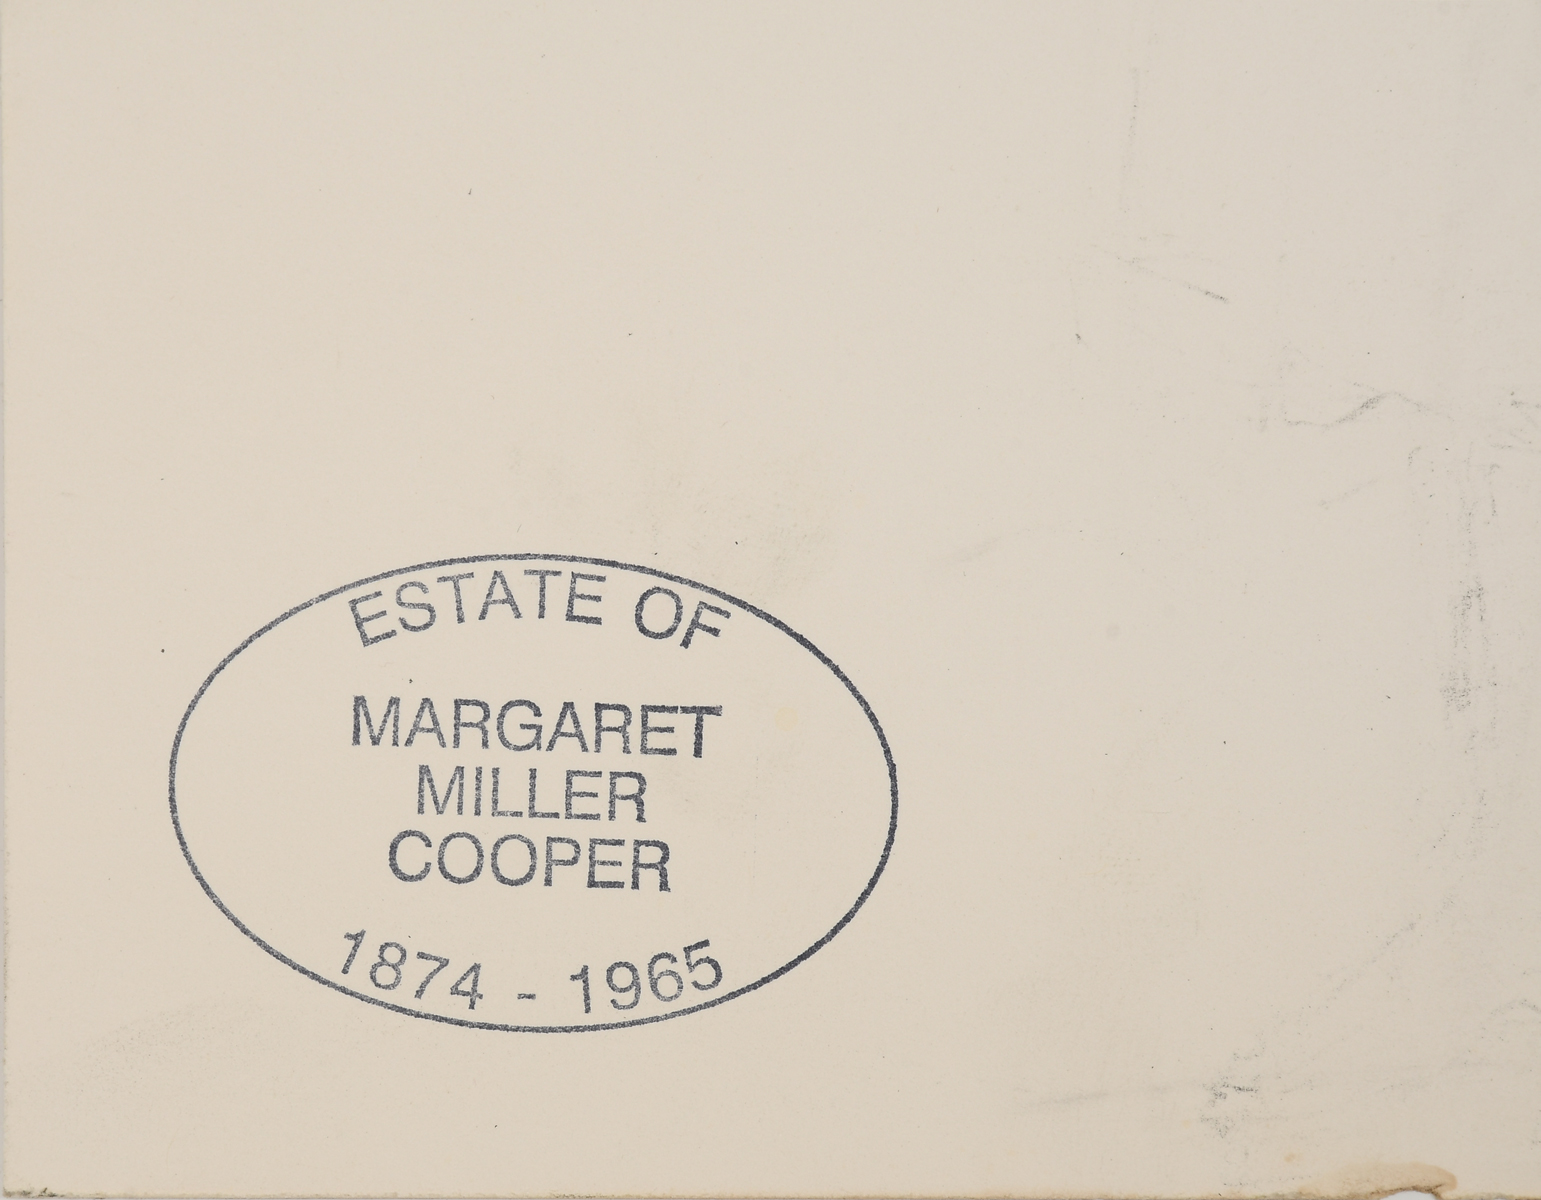 ESTATE OF
MARGARET
MILLER
COOPER
1874 - 1965